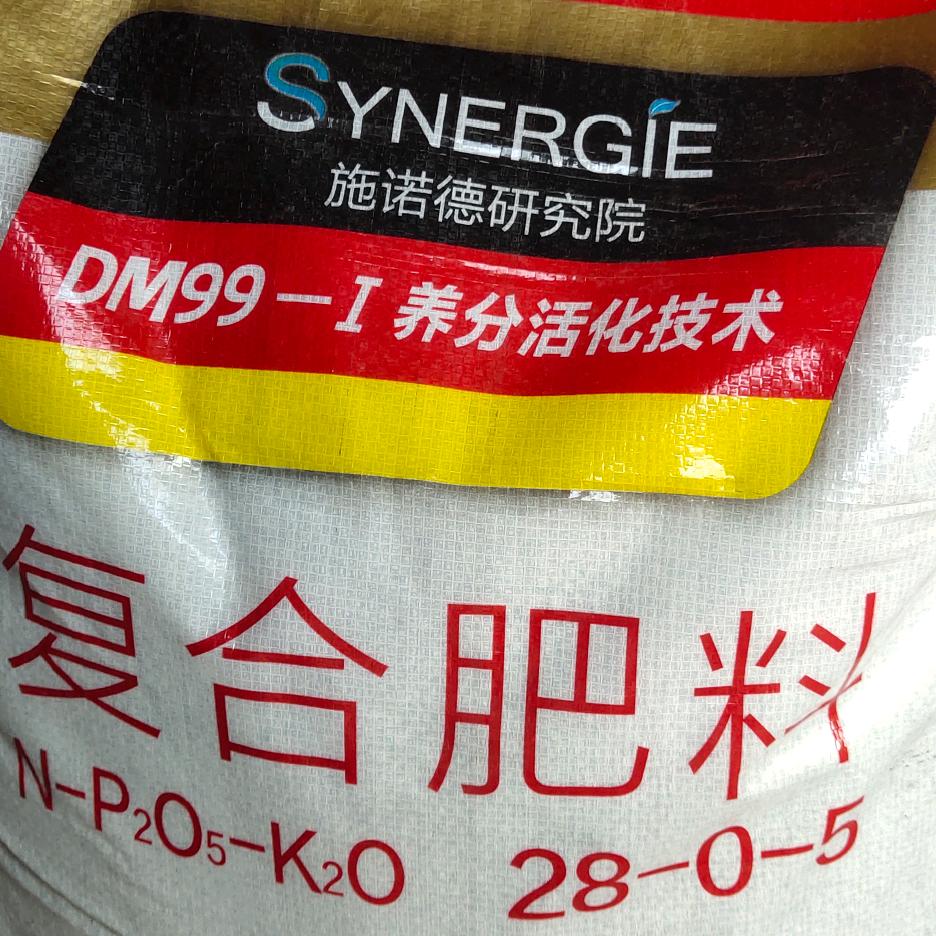 SYNERGIE
施诺德研究院
DM99-I 养分活化技术
复合肥料
N-P₂O₅-K₂O 28-0-5